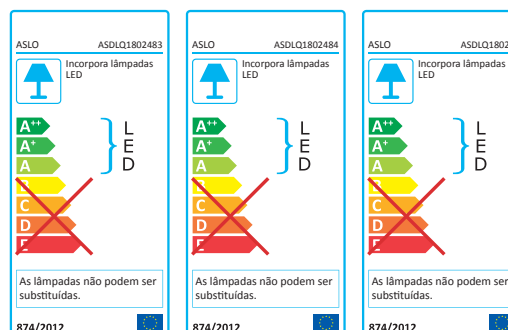 ASLO ASDLQ1802483
Incorpora lâmpadas
LED
A++
A+
A
L
E
D
C
D
As lâmpadas não podem ser
substituídas.
874/2012
ASLO ASDLQ1802484
Incorpora lâmpadas
LED
A++
A+
A
L
E
D
C
D
As lâmpadas não podem ser
substituídas.
874/2012
ASLO ASDLQ1802
Incorpora lâmpadas
LED
A++
A+
A
L
E
D
C
D
As lâmpadas não podem ser
substituídas.
874/2012